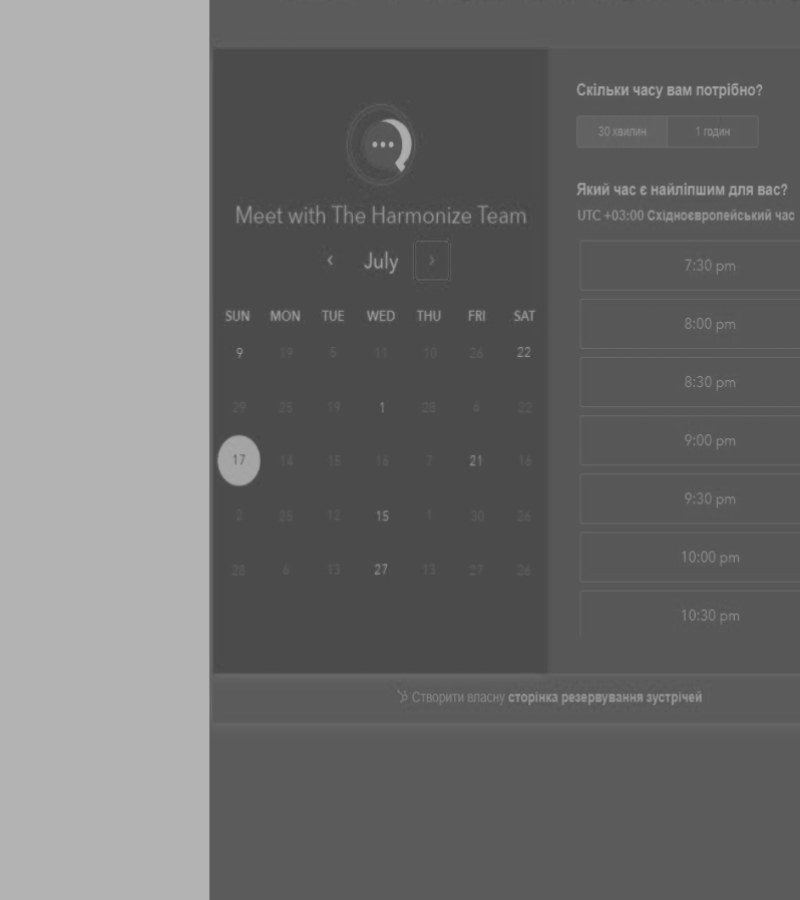 Meet with The Harmonize Team
July
SUN MON TUE WED THU FRI SAT
9 19 5 11 10 26 22
29 25 19 1 28 6 22
17 14 15 16 7 21 16
2 23 12 15 1 30 26
25 6 13 27 13 27 26
Скільки часу вам потрібно?
30 хвилин 1 годин
Який час є найліпшим для вас?
UTC +03:00 Східноєвропейський час
7:30 pm
8:00 pm
8:30 pm
9:00 pm
9:30 pm
10:00 pm
10:30 pm
Створити власну сторінка резервування зустрічей